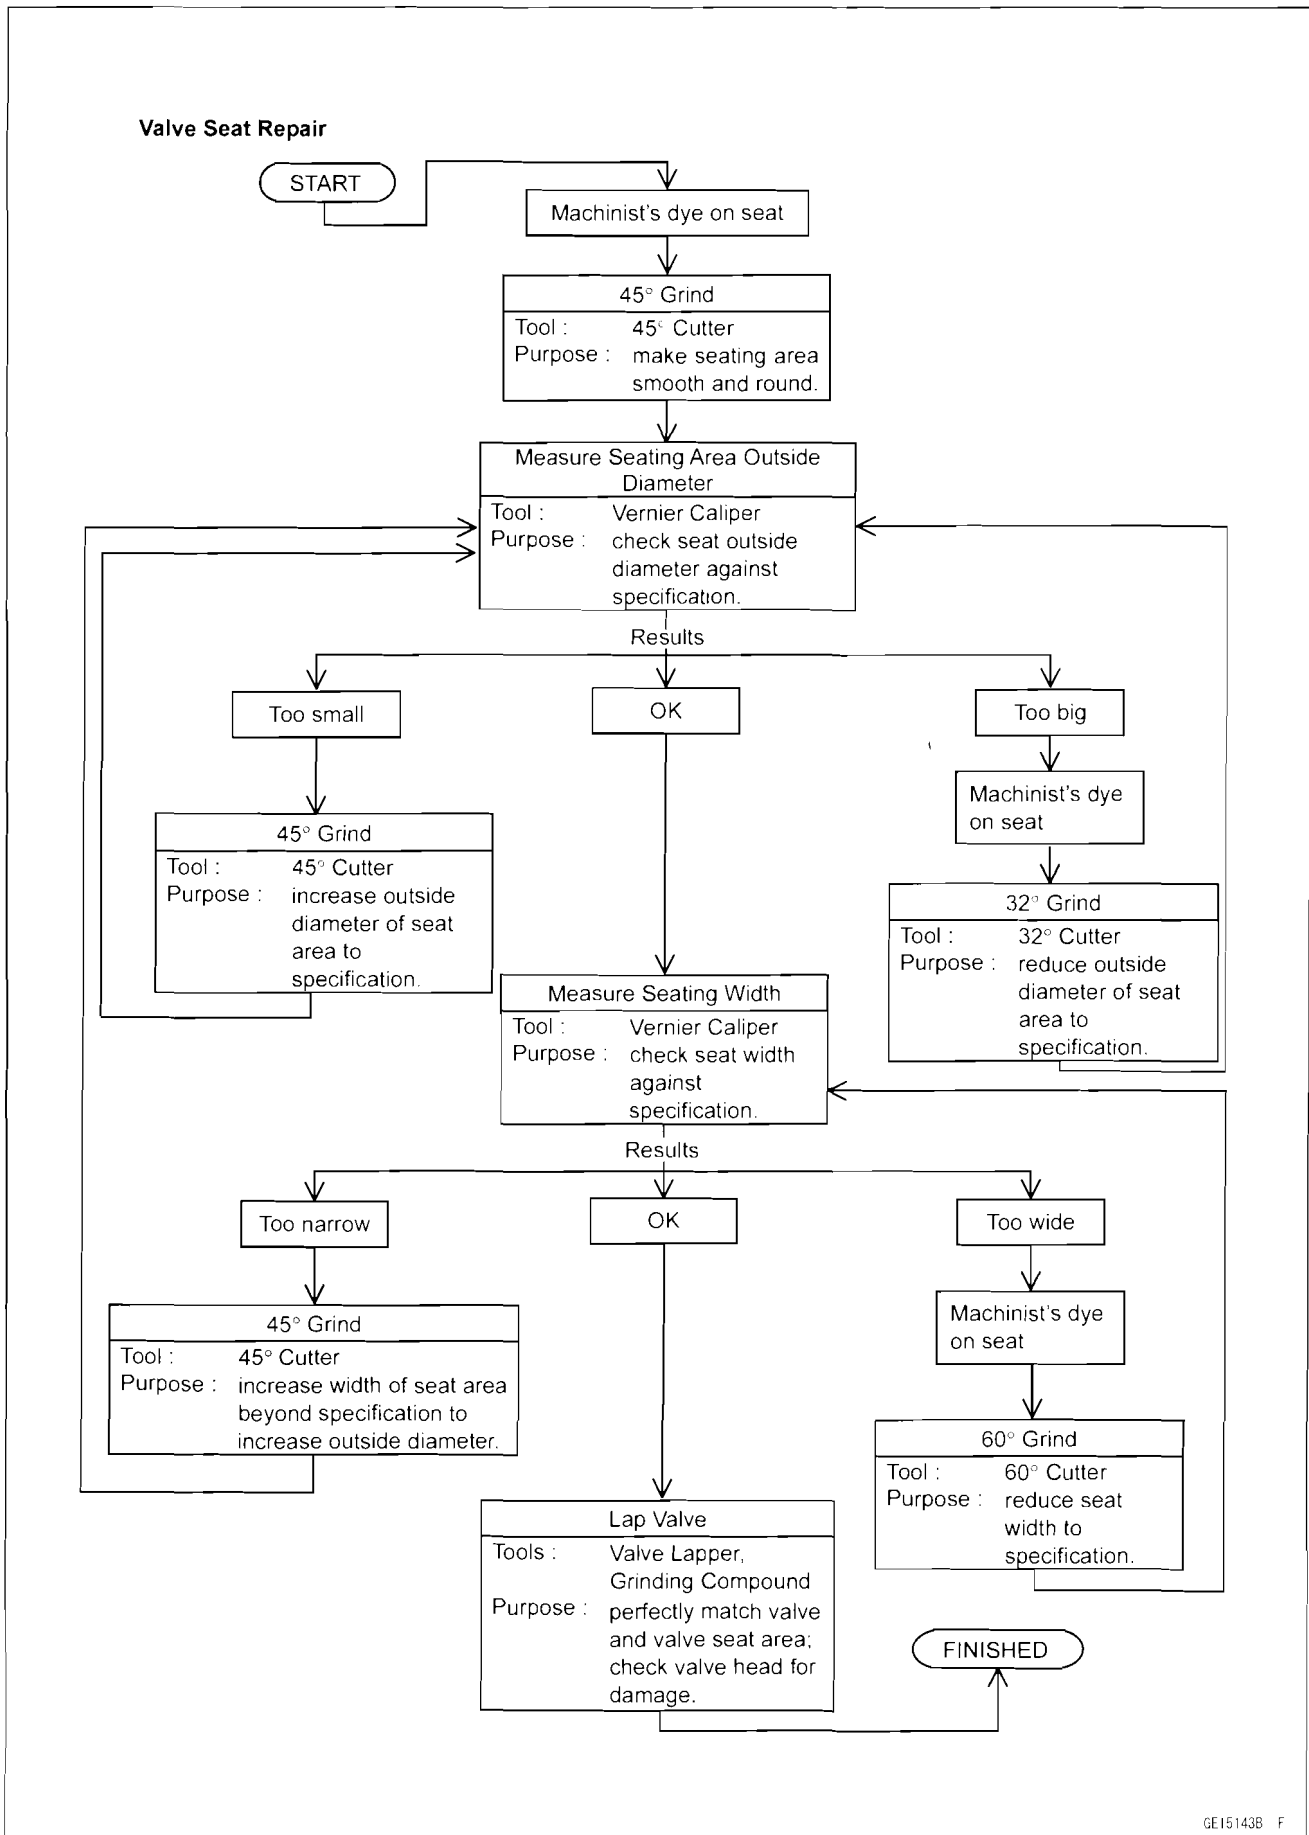 Valve Seat Repair
START
Machinist's dye on seat
45° Grind
Tool : 45° Cutter
Purpose : make seating area
smooth and round.
Measure Seating Area Outside
Diameter
Tool : Vernier Caliper
Purpose : check seat outside
diameter against
specification.
Results
Too small
OK
Too big
Machinist's dye
on seat
45° Grind
Tool : 45° Cutter
Purpose : increase outside
diameter of seat
area to
specification.
32° Grind
Tool : 32° Cutter
Purpose : reduce outside
diameter of seat
area to
specification.
Measure Seating Width
Tool : Vernier Caliper
Purpose : check seat width
against
specification.
Results
Too narrow
OK
Too wide
Machinist's dye
on seat
45° Grind
Tool : 45° Cutter
Purpose : increase width of seat area
beyond specification to
increase outside diameter.
60° Grind
Tool : 60° Cutter
Purpose : reduce seat
width to
specification.
Lap Valve
Tools : Valve Lapper,
Grinding Compound
Purpose : perfectly match valve
and valve seat area;
check valve head for
damage.
FINISHED
GE15143B F